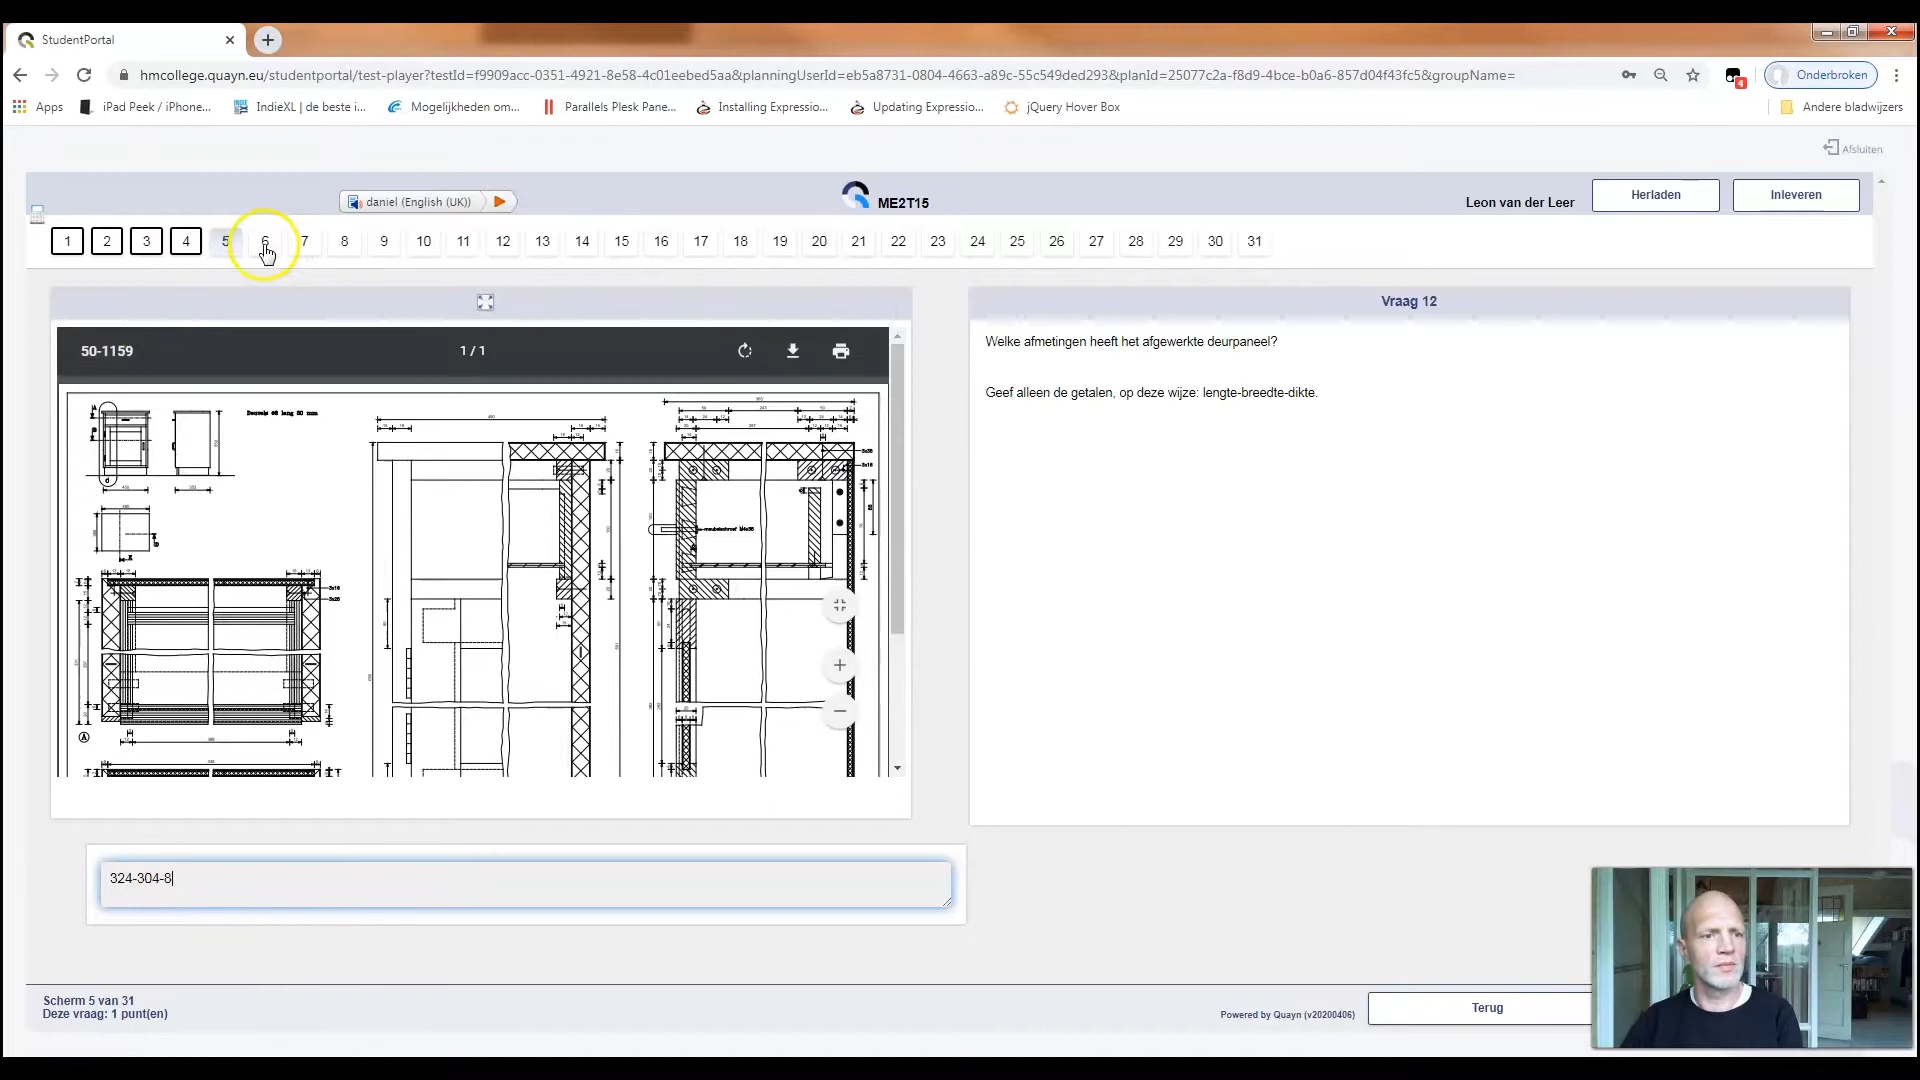 StudentPortal
hmcollege.quayn.eu/studentportal/test-player?testId=f9909acc-0351-4921-8e58-4c01eebed5aa&planningUserId=eb5a8731-0804-4663-a89c-55c549ded293&planId=25077c2a-f8d9-4bce-b0a6-857d04f43fc5&groupName=
4
Onderbroken
Apps
iPad Peek / iPhone...
IndieXL | de beste i...
Mogelijkheden om...
Parallels Plesk Pane...
Installing Expressio...
Updating Expressio...
jQuery Hover Box
Andere bladwijzers
Afsluiten
daniel (English (UK))
ME2T15
Leon van der Leer
Herladen
Inleveren
1 2 3 4 5 6 7 8 9 10 11 12 13 14 15 16 17 18 19 20 21 22 23 24 25 26 27 28 29 30 31
Vraag 12
Welke afmetingen heeft het afgewerkte deurpaneel?
Geef alleen de getalen, op deze wijze: lengte-breedte-dikte.
50-1159
1 / 1
324-304-8
Scherm 5 van 31
Deze vraag: 1 punt(en)
Powered by Quayn (v20200406)
Terug